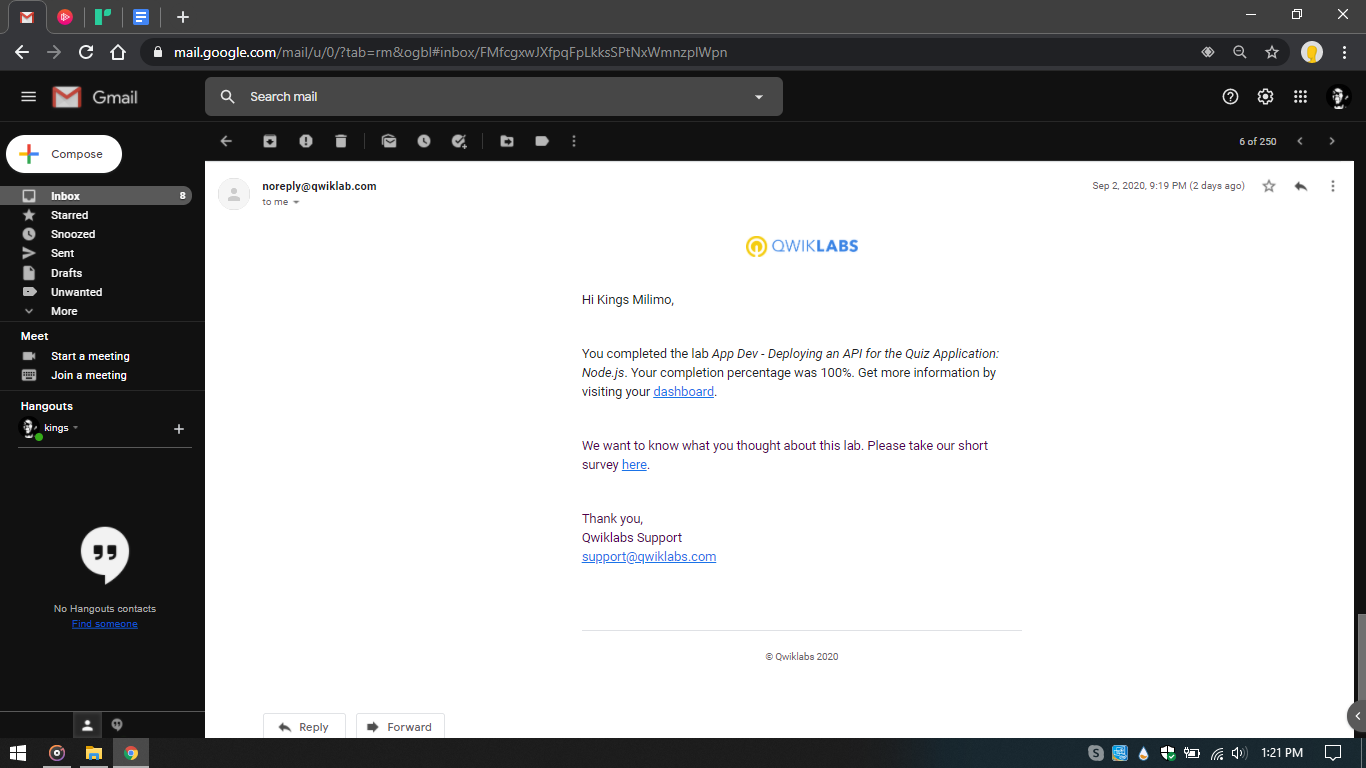 mail.google.com/mail/u/0/?tab=rm&ogbl#inbox/FMfcgxwJXfpqFpLkksSPtNxWmnzplWpn
Gmail
Search mail
Compose
6 of 250
Inbox 8
Starred
Snoozed
Sent
Drafts
Unwanted
More
Meet
Start a meeting
Join a meeting
Hangouts
kings
No Hangouts contacts
Find someone
noreply@qwiklab.com
Sep 2, 2020, 9:19 PM (2 days ago)
to me
QWIKLABS
Hi Kings Milimo,
You completed the lab App Dev - Deploying an API for the Quiz Application:
Node.js. Your completion percentage was 100%. Get more information by
visiting your dashboard.
We want to know what you thought about this lab. Please take our short
survey here.
Thank you,
Qwiklabs Support
support@qwiklabs.com
© Qwiklabs 2020
Reply
Forward
1:21 PM